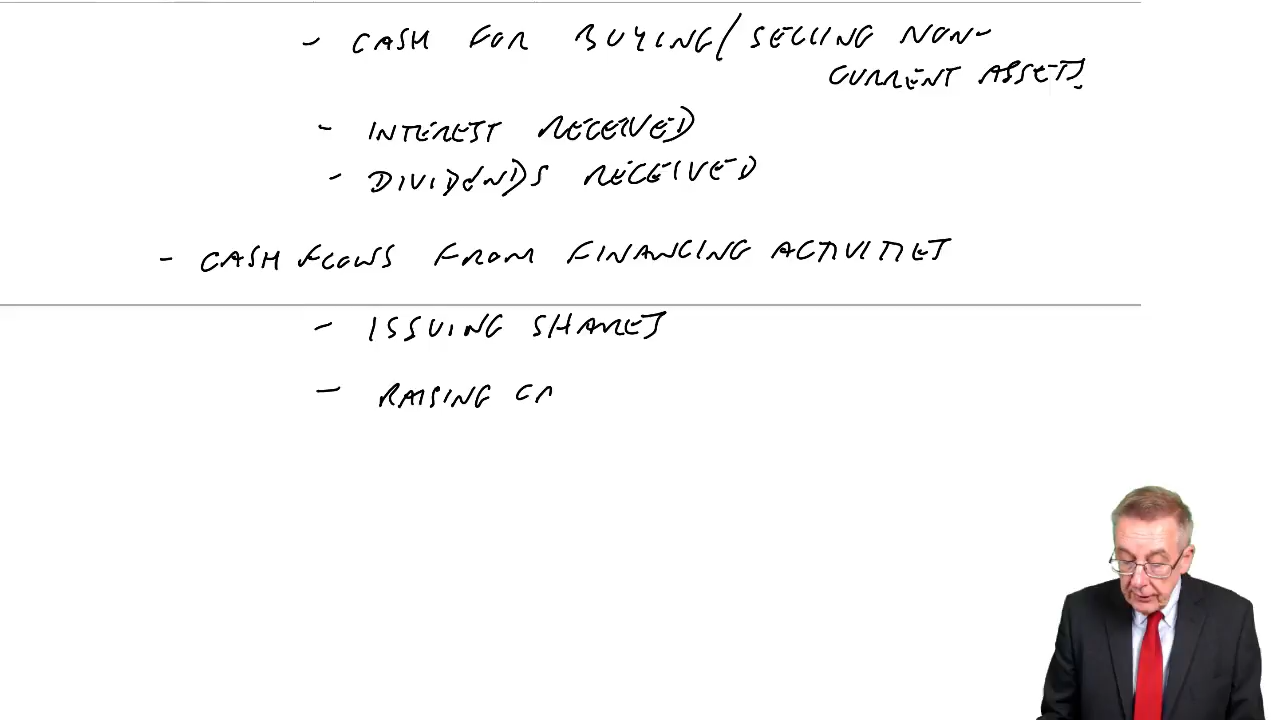 - CASH FOR BUYING/SELLING NON-
CURRENT ASSETS
- INTEREST RECEIVED
- DIVIDENDS RECEIVED
- CASH FLOWS FROM FINANCING ACTIVITIES
- ISSUING SHARES
- RAISING